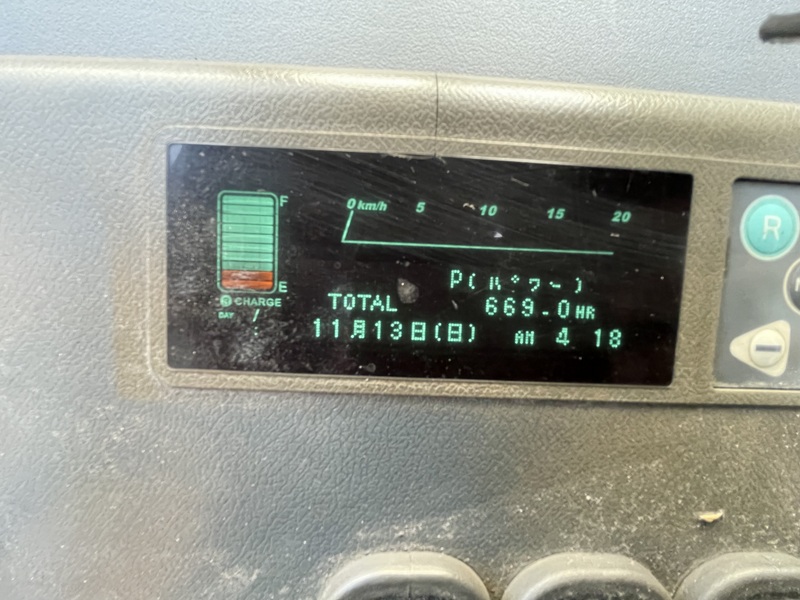 F
E
CHARGE
DAY
0km/h 5 10 15 20
P(パワー)
TOTAL 669.0HR
11月13日(日) AM 4 18
R